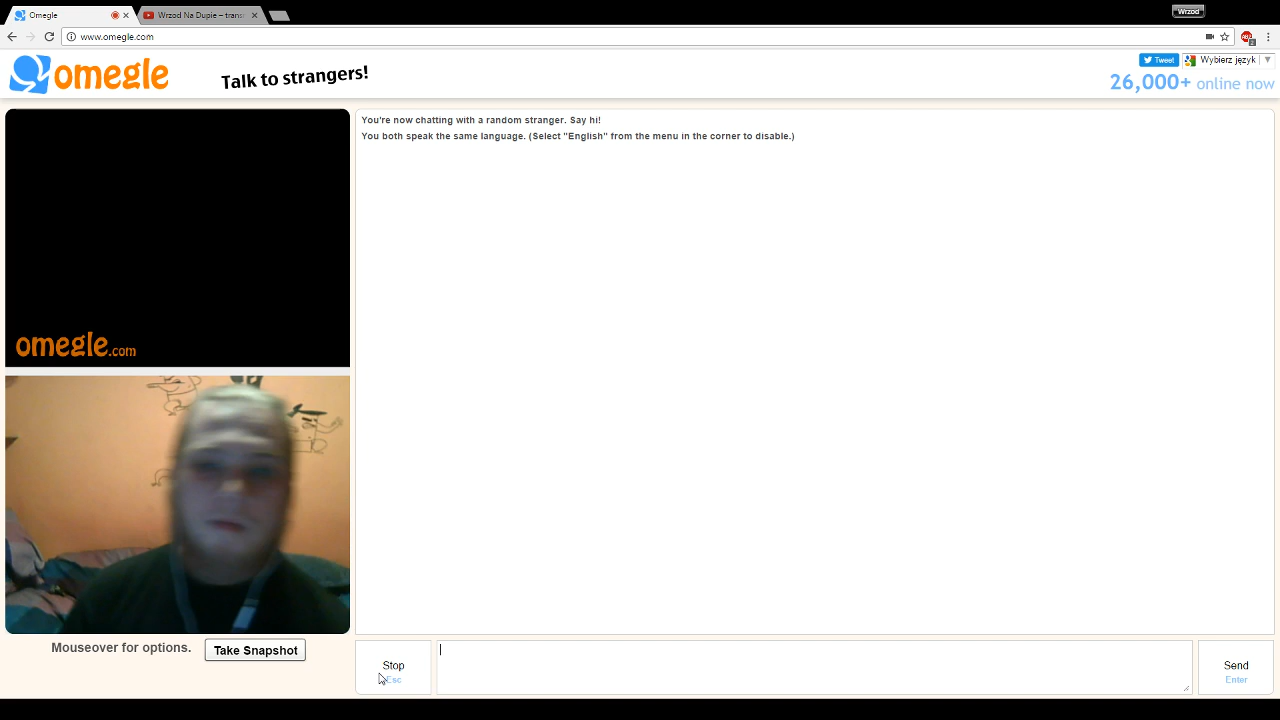 Omegle
Wrzod Na Dupie – trans
Wrzod
www.omegle.com
omegle
Talk to strangers!
Tweet
Wybierz język
26,000+ online now
You're now chatting with a random stranger. Say hi!
You both speak the same language. (Select "English" from the menu in the corner to disable.)
omegle.com
Mouseover for options.
Take Snapshot
Stop
Esc
Send
Enter